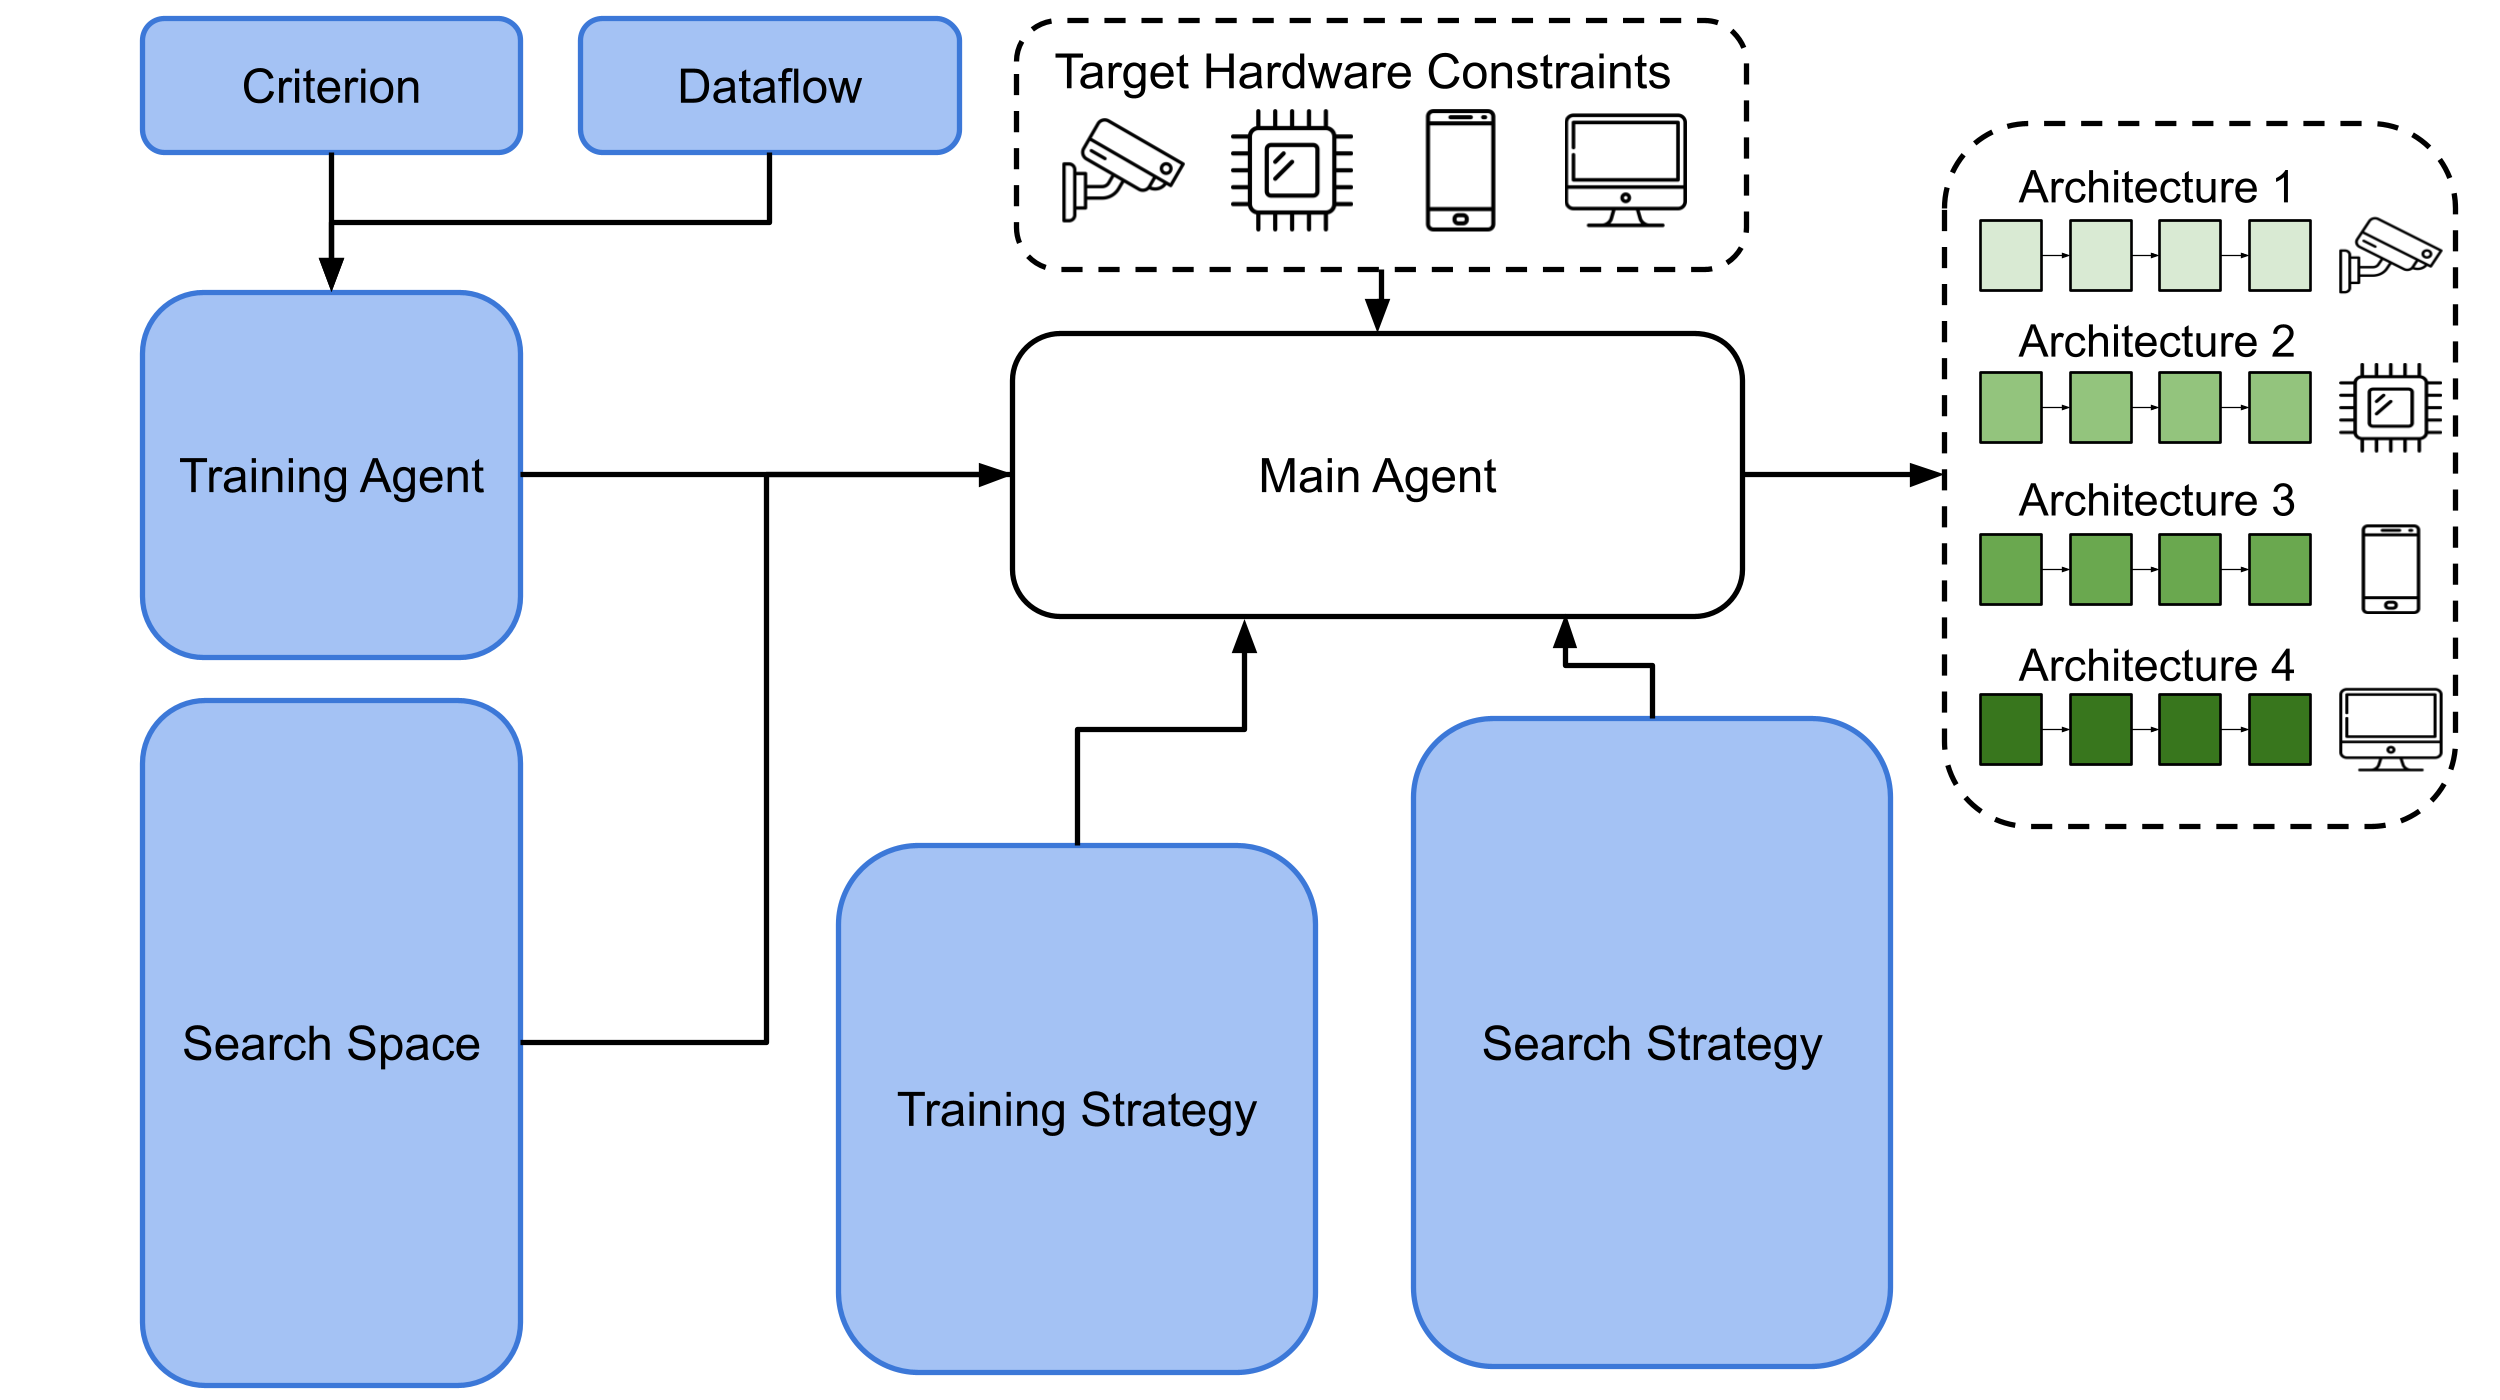 Criterion
Dataflow
Target Hardware Constraints
Architecture 1
Architecture 2
Architecture 3
Architecture 4
Training Agent
Main Agent
Search Space
Training Strategy
Search Strategy